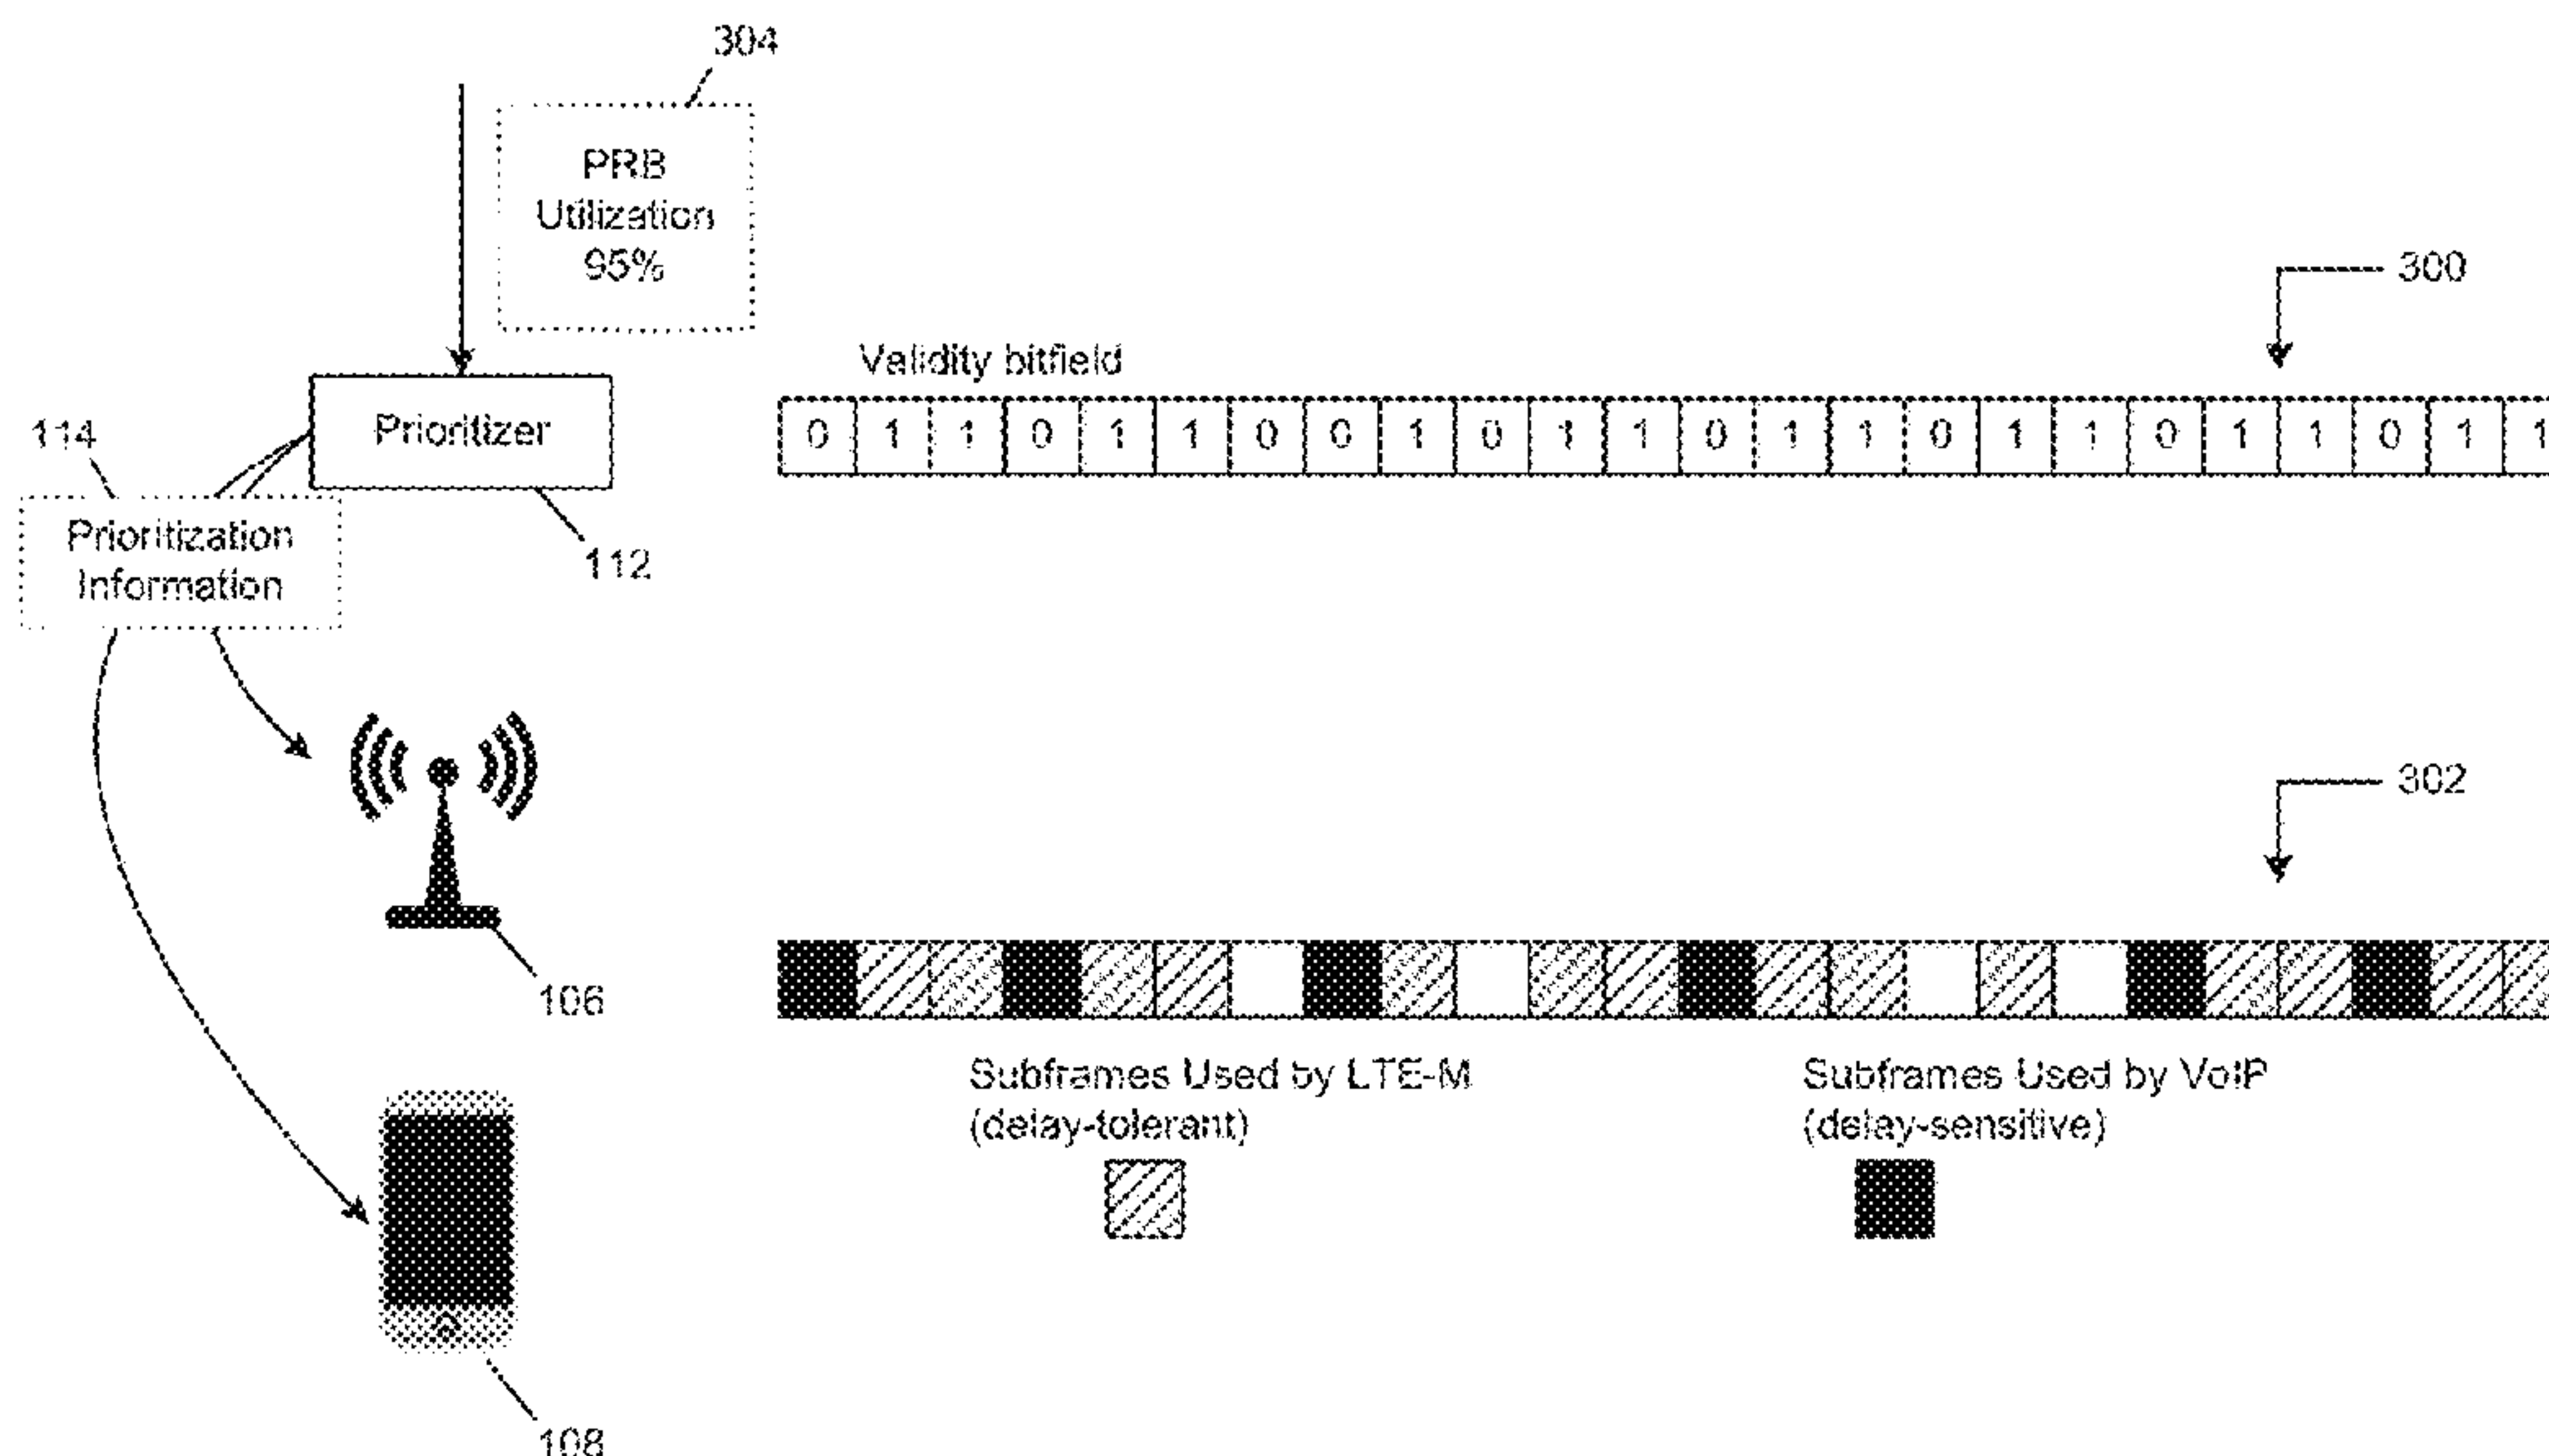 304
PRB
Utilization
95%
300
Validity bitfield
Prioritizer
0 1 1 0 1 1 0 0 1 0 1 1 0 1 1 0 1 1 0 1 1 0 1 1
114
Prioritization
Information
112
302
106
Subframes Used by LTE-M
(delay-tolerant)
Subframes Used by VoIP
(delay-sensitive)
108